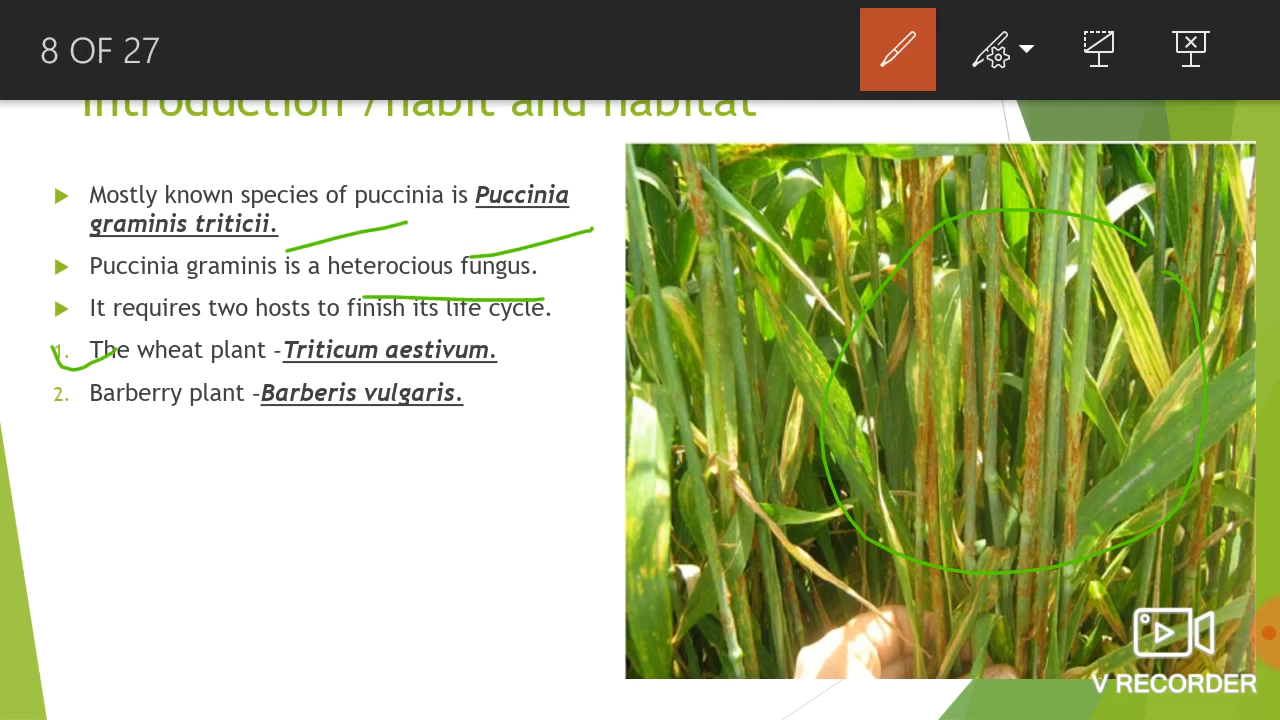 8 OF 27
Introduction /habit and habitat
Mostly known species of puccinia is Puccinia
graminis triticii.
Puccinia graminis is a heterocious fungus.
It requires two hosts to finish its life cycle.
1. The wheat plant -Triticum aestivum.
2. Barberry plant -Barberis vulgaris.
V RECORDER